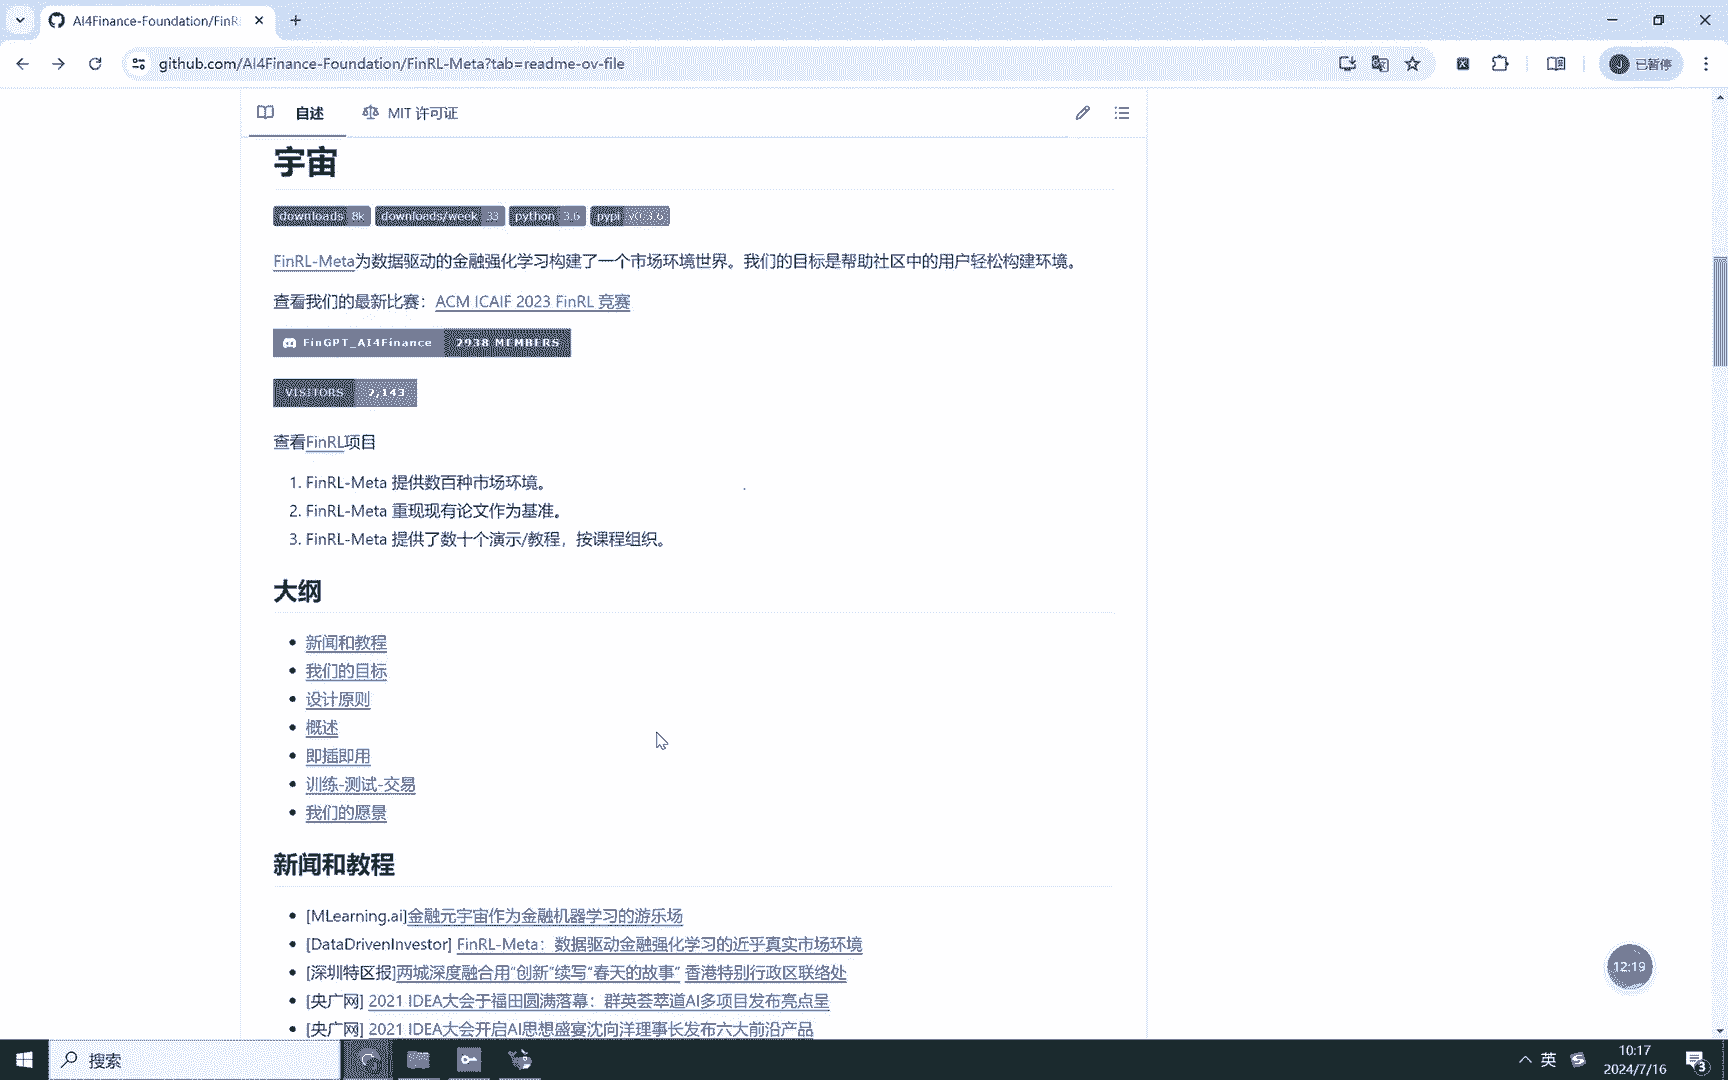 AI4Finance-Foundation/FinR
github.com/AI4Finance-Foundation/FinRL-Meta?tab=readme-ov-file
已暂停
自述
MIT 许可证
宇宙
downloads 8k downloads/week 33 python 3.6 pypi v0.3.6
FinRL-Meta为数据驱动的金融强化学习构建了一个市场环境世界。我们的目标是帮助社区中的用户轻松构建环境。
查看我们的最新比赛：ACM ICAIF 2023 FinRL 竞赛
FinGPT_AI4Finance 2938 MEMBERS
VISITORS 2,143
查看FinRL项目
1. FinRL-Meta 提供数百种市场环境。
2. FinRL-Meta 重现现有论文作为基准。
3. FinRL-Meta 提供了数十个演示/教程，按课程组织。
大纲
新闻和教程
我们的目标
设计原则
概述
即插即用
训练-测试-交易
我们的愿景
新闻和教程
[MLearning.ai]金融元宇宙作为金融机器学习的游乐场
[DataDrivenInvestor] FinRL-Meta：数据驱动金融强化学习的近乎真实市场环境
[深圳特区报]两城深度融合用“创新”续写“春天的故事” 香港特别行政区联络处
[央广网] 2021 IDEA大会于福田圆满落幕：群英荟萃道AI多项目发布亮点呈
[央广网] 2021 IDEA大会开启AI思想盛宴沈向洋理事长发布六大前沿产品
12:19
搜索
英
10:17
2024/7/16
3